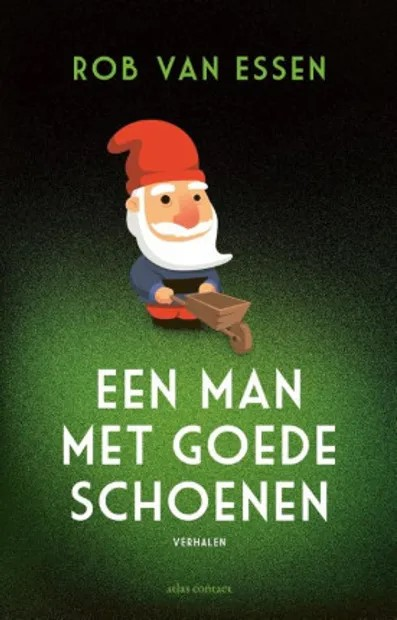 ROB VAN ESSEN
EEN MAN
MET GOEDE
SCHOENEN
VERHALEN
atlas contact